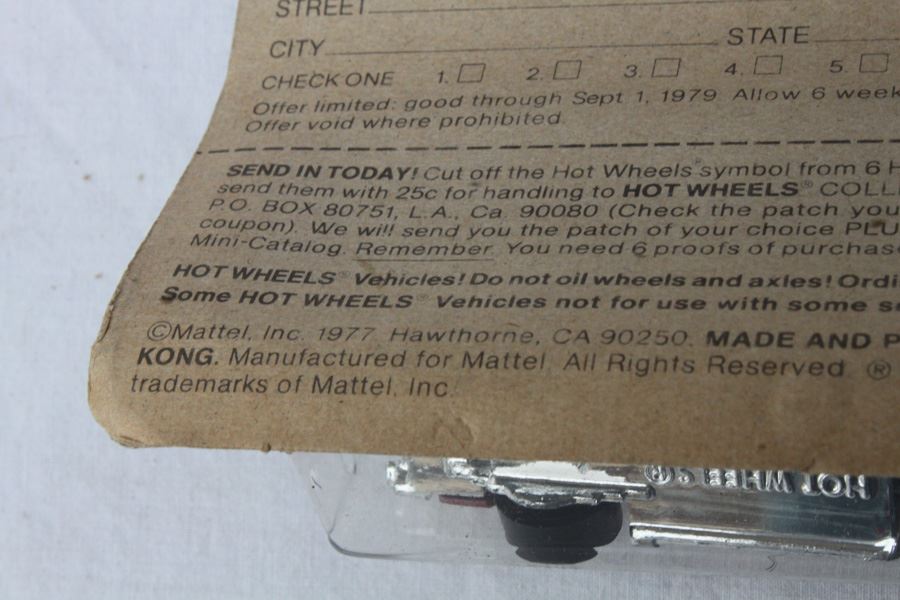 STREET
CITY STATE
CHECK ONE 1. 2. 3. 4. 5.
Offer limited: good through Sept 1, 1979 Allow 6 week
Offer void where prohibited.
SEND IN TODAY! Cut off the Hot Wheels® symbol from 6 H
send them with 25c for handling to HOT WHEELS® COLL
P.O. BOX 80751, L.A., Ca. 90080 (Check the patch you
coupon). We will send you the patch of your choice PLU
Mini-Catalog. Remember. You need 6 proofs of purchase
HOT WHEELS® Vehicles! Do not oil wheels and axles! Ordi
Some HOT WHEELS® Vehicles not for use with some s
©Mattel, Inc. 1977. Hawthorne, CA 90250. MADE AND P
KONG. Manufactured for Mattel. All Rights Reserved. ®
trademarks of Mattel, Inc.
HOT WHEELS®